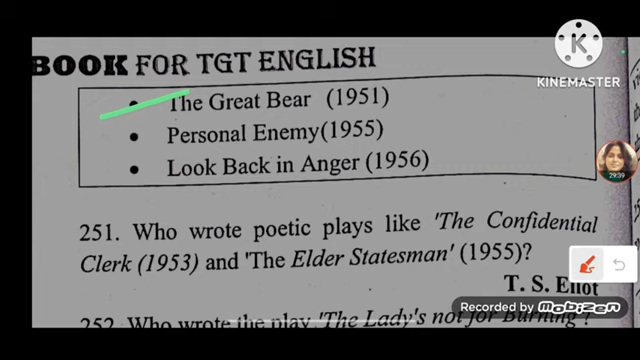 BOOK FOR TGT ENGLISH
KINEMASTER
• The Great Bear (1951)
• Personal Enemy(1955)
• Look Back in Anger (1956)
29:39
251. Who wrote poetic plays like 'The Confidential
Clerk (1953) and 'The Elder Statesman' (1955)?
T. S. Eliot
Recorded by mobizen
252. Who wrote the play 'The Lady's not for Burning'?